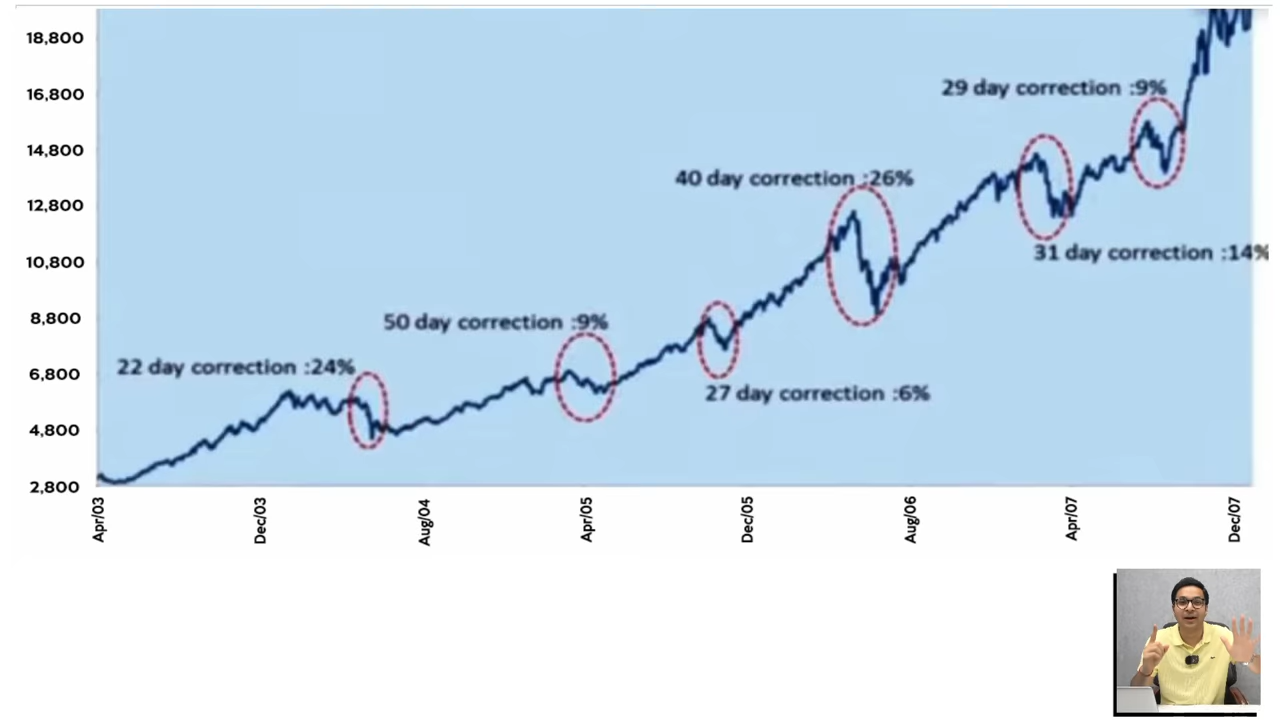 18,800
16,800
14,800
12,800
10,800
8,800
6,800
4,800
2,800
29 day correction :9%
40 day correction :26%
31 day correction :14%
50 day correction :9%
22 day correction :24%
27 day correction :6%
Apr/03
Dec/03
Aug/04
Apr/05
Dec/05
Aug/06
Apr/07
Dec/07